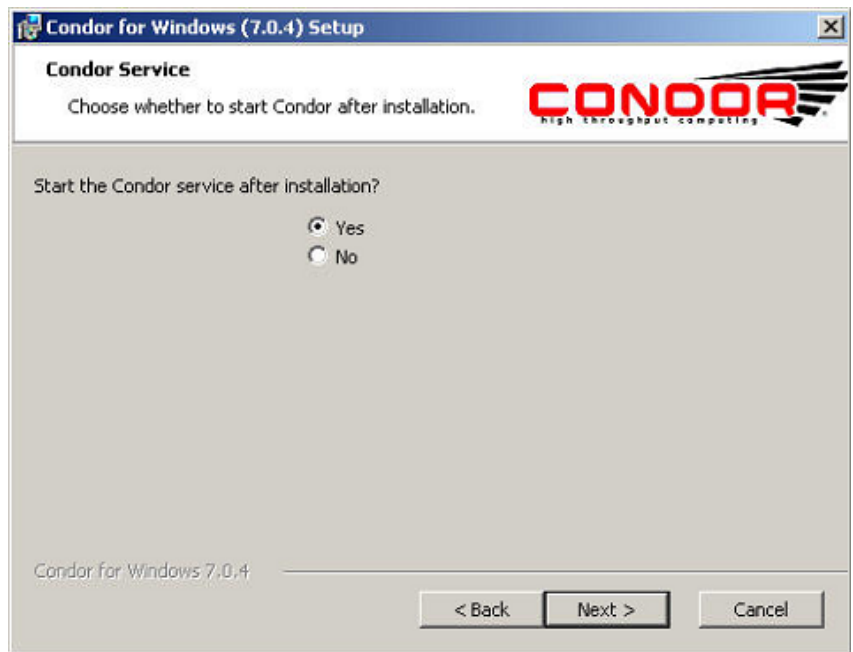 Condor for Windows (7.0.4) Setup
Condor Service
Choose whether to start Condor after installation.
CONDOR
high throughput computing
Start the Condor service after installation?
Yes
No
Condor for Windows 7.0.4
< Back
Next >
Cancel